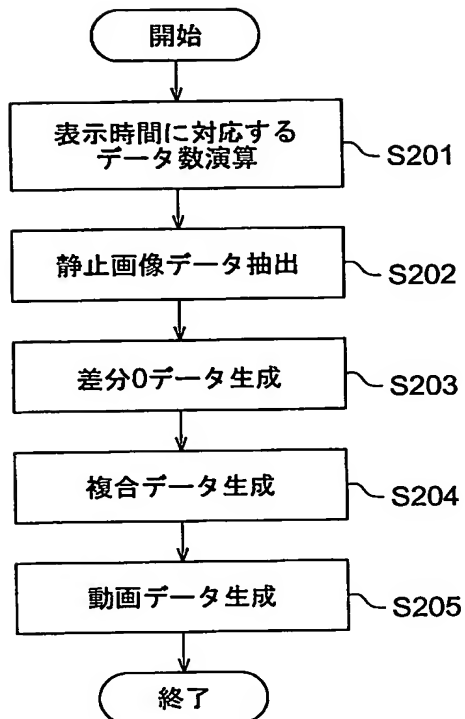 開始
表示時間に対応する
データ数演算
S201
静止画像データ抽出
S202
差分0データ生成
S203
複合データ生成
S204
動画データ生成
S205
終了